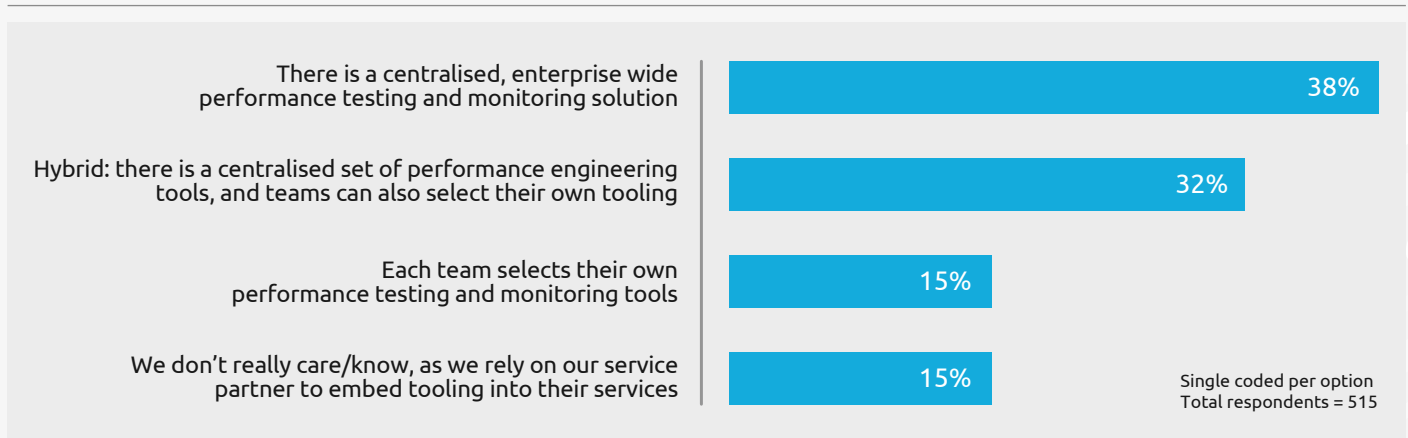 There is a centralised, enterprise wide
performance testing and monitoring solution
38%
Hybrid: there is a centralised set of performance engineering
tools, and teams can also select their own tooling
32%
Each team selects their own
performance testing and monitoring tools
15%
We don’t really care/know, as we rely on our service
partner to embed tooling into their services
15%
Single coded per option
Total respondents = 515